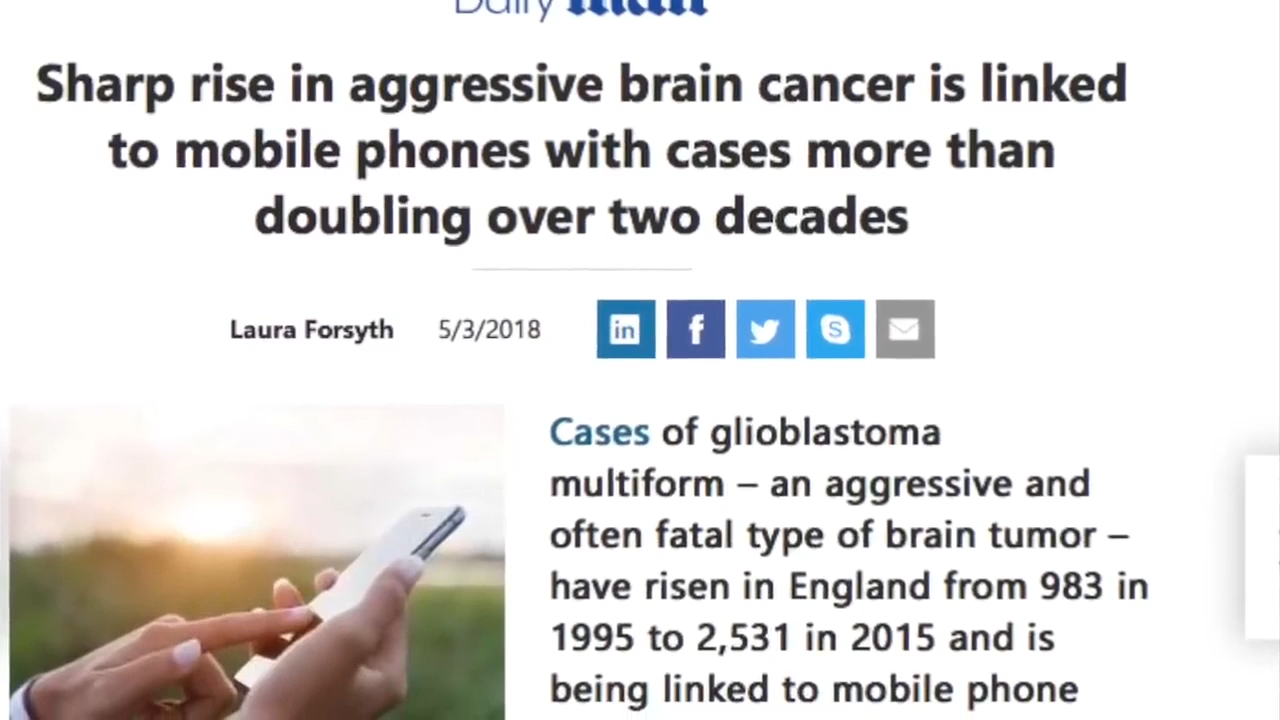 Daily Mail
Sharp rise in aggressive brain cancer is linked
to mobile phones with cases more than
doubling over two decades
Laura Forsyth 5/3/2018
in f S
Cases of glioblastoma
multiform – an aggressive and
often fatal type of brain tumor –
have risen in England from 983 in
1995 to 2,531 in 2015 and is
being linked to mobile phone